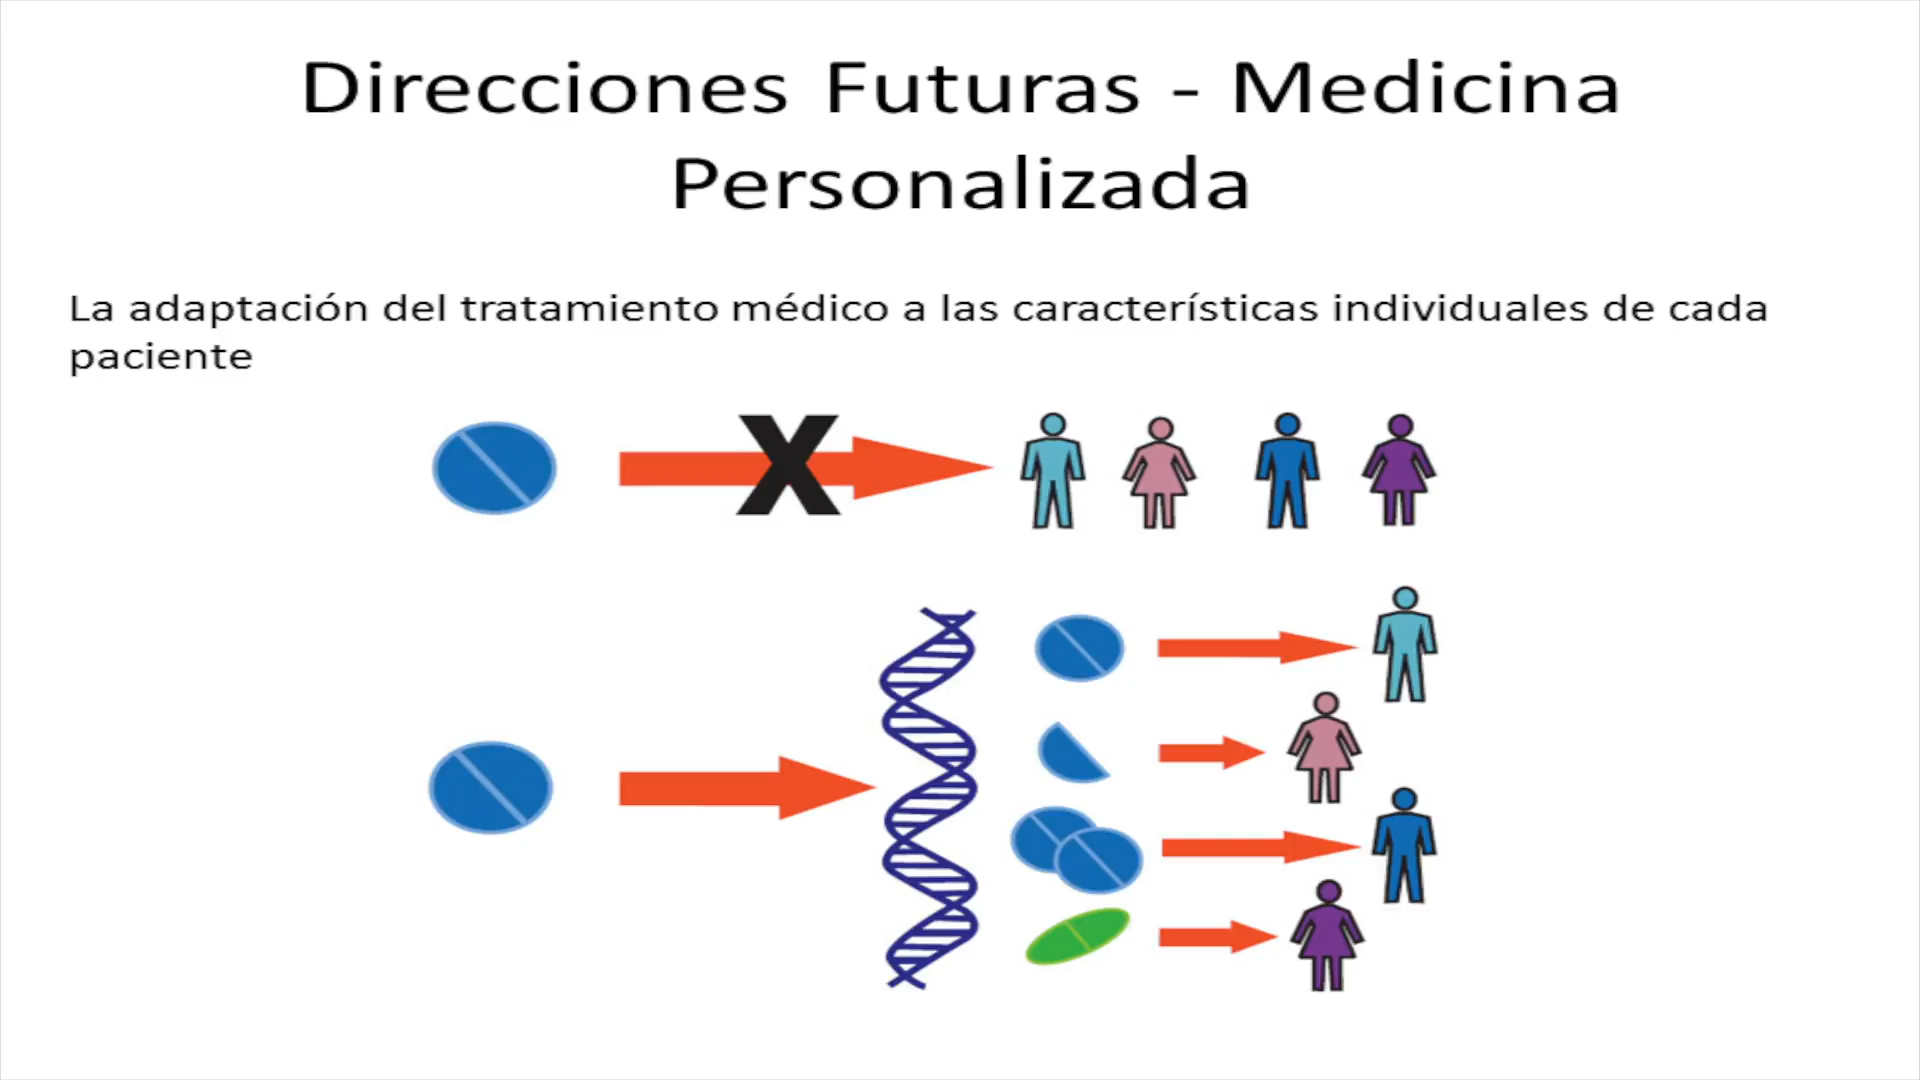 Direcciones Futuras - Medicina
Personalizada
La adaptación del tratamiento médico a las características individuales de cada
paciente
X